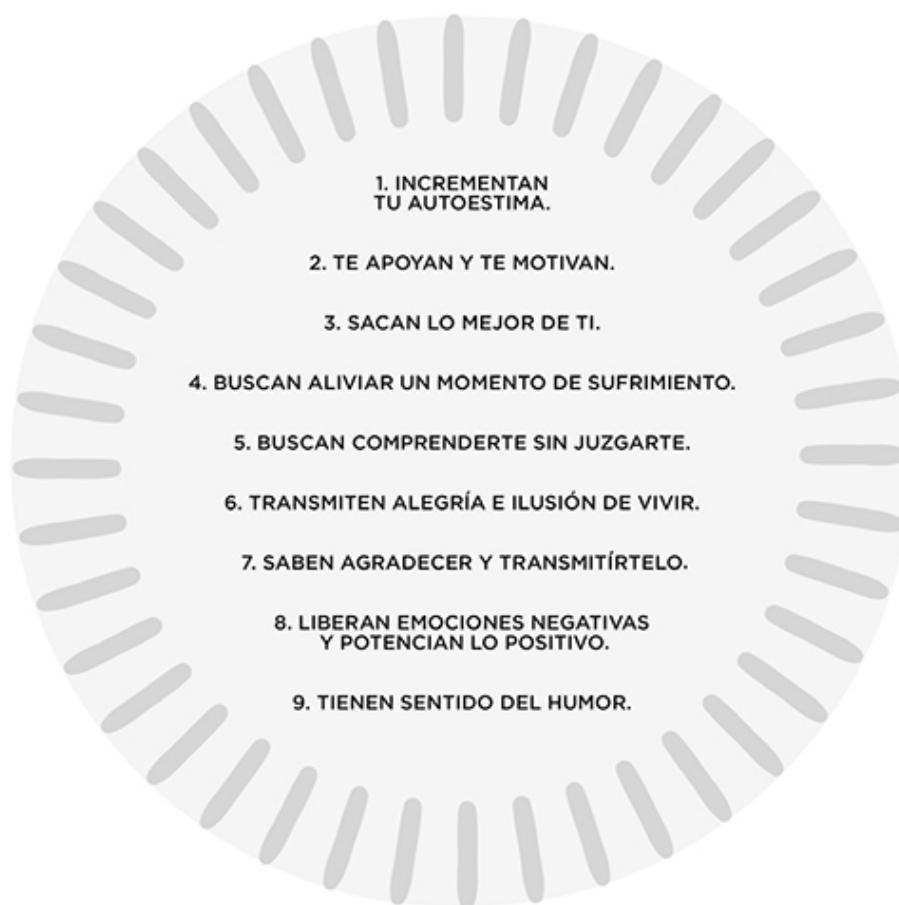 1. INCREMENTAN
TU AUTOESTIMA.
2. TE APOYAN Y TE MOTIVAN.
3. SACAN LO MEJOR DE TI.
4. BUSCAN ALIVIAR UN MOMENTO DE SUFRIMIENTO.
5. BUSCAN COMPRENDERTE SIN JUZGARTE.
6. TRANSMITEN ALEGRÍA E ILUSIÓN DE VIVIR.
7. SABEN AGRADECER Y TRANSMITÍRTELO.
8. LIBERAN EMOCIONES NEGATIVAS
Y POTENCIAN LO POSITIVO.
9. TIENEN SENTIDO DEL HUMOR.